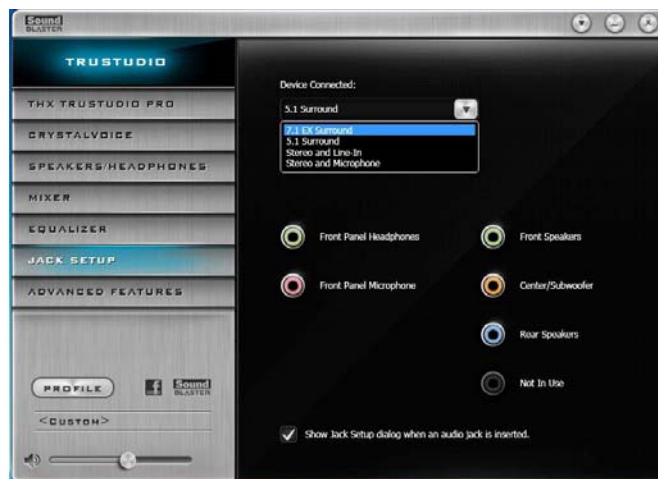 Sound
BLASTER
TRUSTUDIO
THX TRUSTUDIO PRO
CRYSTALVOICE
SPEAKERS/HEADPHONES
MIXER
EQUALIZER
JACK SETUP
ADVANCED FEATURES
PROFILE
f
Sound
BLASTER
<CUSTOM>
Device Connected:
5.1 Surround
7.1 EX Surround
5.1 Surround
Stereo and Line-In
Stereo and Microphone
Front Panel Headphones
Front Speakers
Front Panel Microphone
Center/Subwoofer
Rear Speakers
Not In Use
Show Jack Setup dialog when an audio jack is inserted.